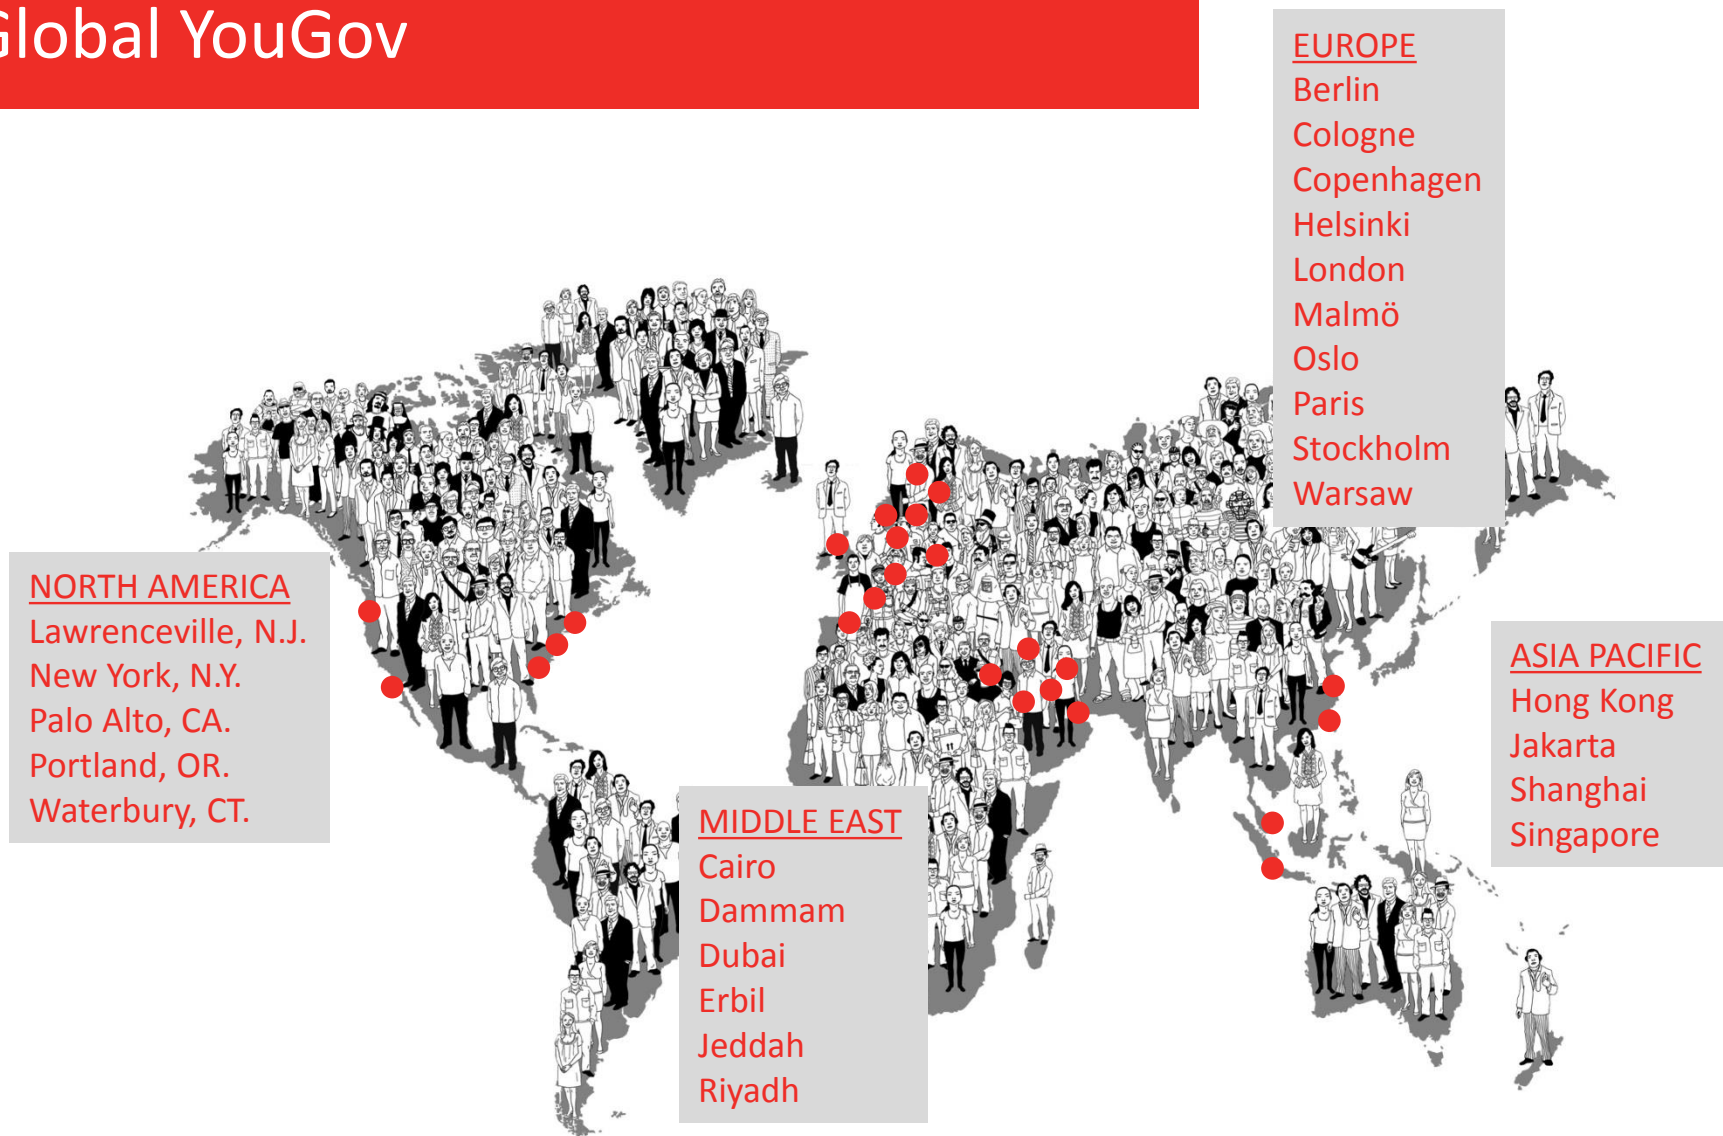 Global YouGov
EUROPE
Berlin
Cologne
Copenhagen
Helsinki
London
Malmö
Oslo
Paris
Stockholm
Warsaw
NORTH AMERICA
Lawrenceville, N.J.
New York, N.Y.
Palo Alto, CA.
Portland, OR.
Waterbury, CT.
MIDDLE EAST
Cairo
Dammam
Dubai
Erbil
Jeddah
Riyadh
ASIA PACIFIC
Hong Kong
Jakarta
Shanghai
Singapore